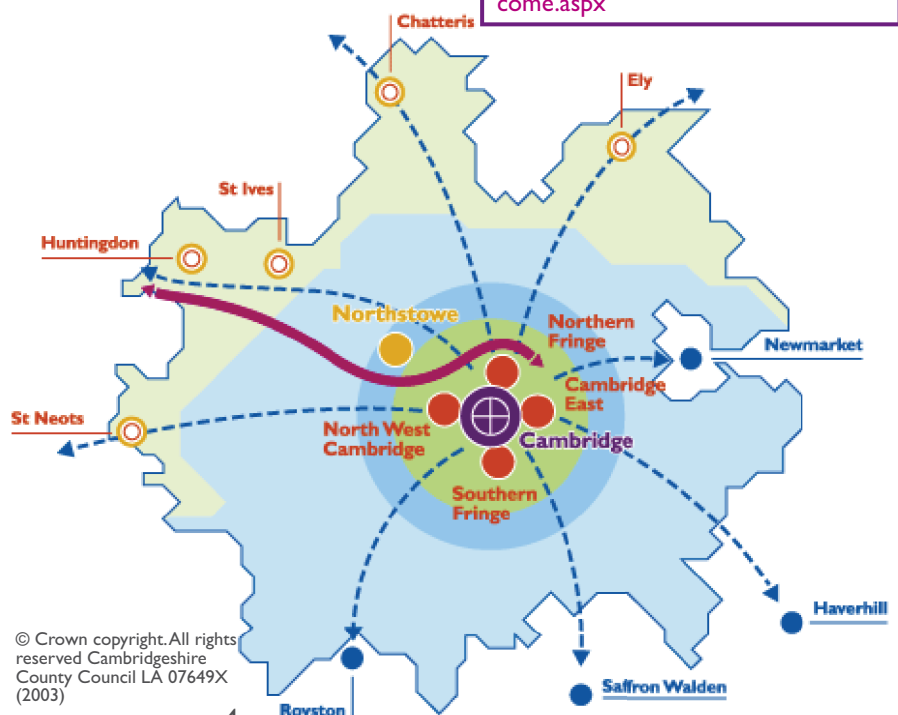 come.aspx
Chatteris
Ely
St Ives
Huntingdon
Northstowe
Northern
Fringe
Newmarket
Cambridge
East
St Neots
North West
Cambridge
Cambridge
Southern
Fringe
Haverhill
© Crown copyright. All rights
reserved Cambridgeshire
County Council LA 07649X
(2003)
Saffron Walden
Royston